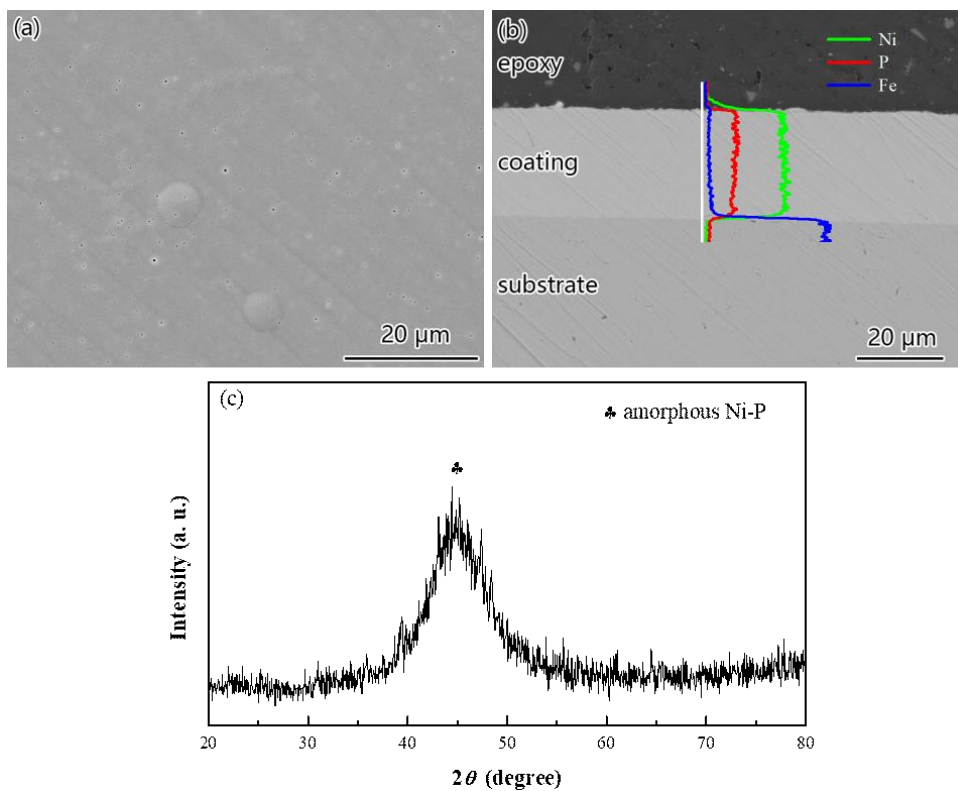 (a)
20 μm
(b)
epoxy
Ni
P
Fe
coating
substrate
20 μm
(c)
♣ amorphous Ni-P
♣
Intensity (a. u.)
20 30 40 50 60 70 80
2θ (degree)